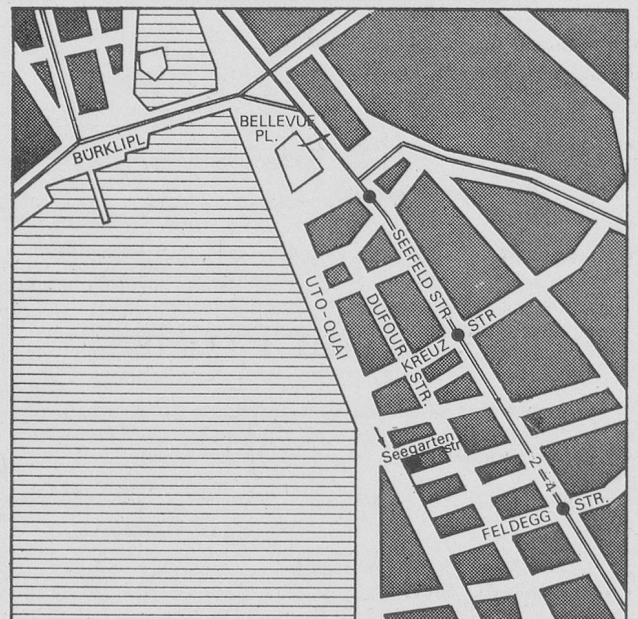 BELLEVUE
PL.
BÜRKLIPL
SEEFELD STR.
UTO-QUAI
DUFOUR STR.
KREUZ STR
Seegarten
str
2 4
FELDEGG STR.